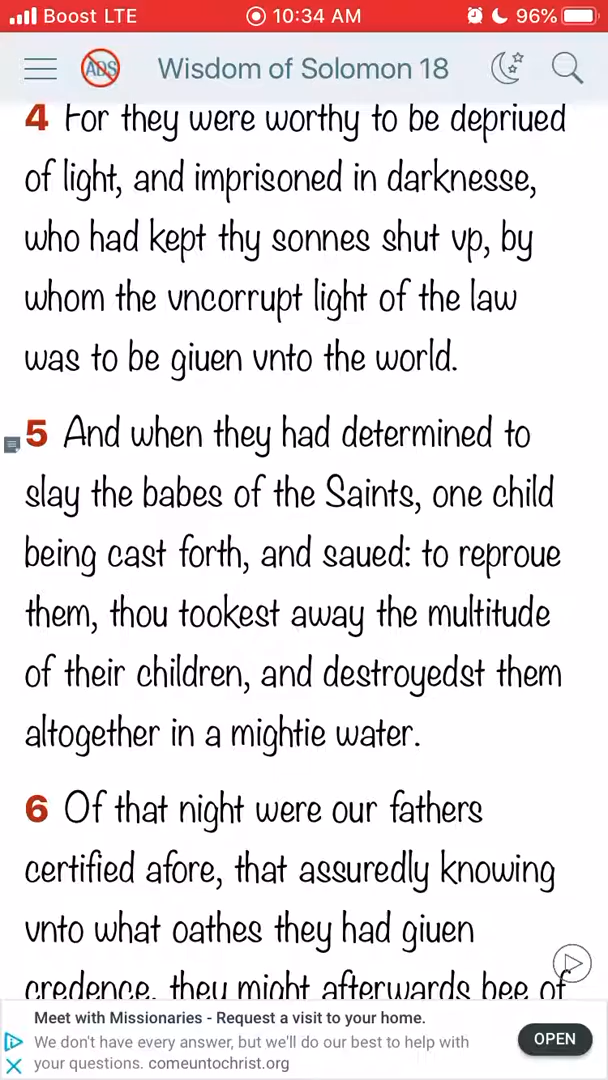 Boost LTE 10:34 AM 96%
ADS Wisdom of Solomon 18
4 For they were worthy to be depriued
of light, and imprisoned in darknesse,
who had kept thy sonnes shut vp, by
whom the vncorrupt light of the law
was to be giuen vnto the world.
5 And when they had determined to
slay the babes of the Saints, one child
being cast forth, and saued: to reproue
them, thou tookest away the multitude
of their children, and destroyedst them
altogether in a mightie water.
6 Of that night were our fathers
certified afore, that assuredly knowing
vnto what oathes they had giuen
credence, they might afterwards bee of
Meet with Missionaries - Request a visit to your home.
We don't have every answer, but we'll do our best to help with
your questions. comeuntochrist.org
OPEN